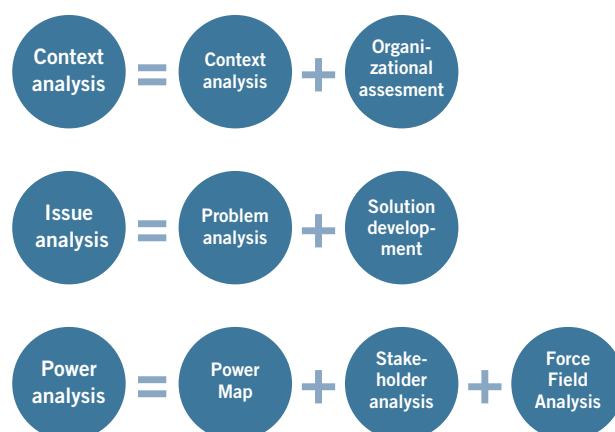 Context
analysis
=
Context
analysis
+
Organi-
zational
assesment
Issue
analysis
=
Problem
analysis
+
Solution
develop-
ment
Power
analysis
=
Power
Map
+
Stake-
holder
analysis
+
Force
Field
Analysis